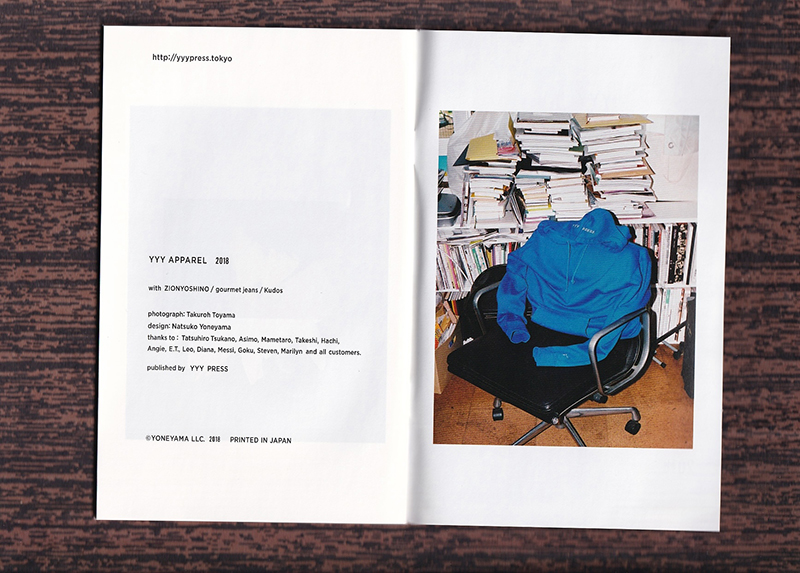 http://yyypress.tokyo
YYY APPAREL 2018
with ZIONYOSHINO / gourmet jeans / Kudos
photograph: Takuroh Toyama
design: Natsuko Yoneyama
thanks to : Tatsuhiro Tsukano, Asimo, Mametaro, Takeshi, Hachi,
Angie, E.T., Leo, Diana, Messi, Goku, Steven, Marilyn and all customers.
published by YYY PRESS
©YONEYAMA LLC. 2018 PRINTED IN JAPAN
YYY PRESS